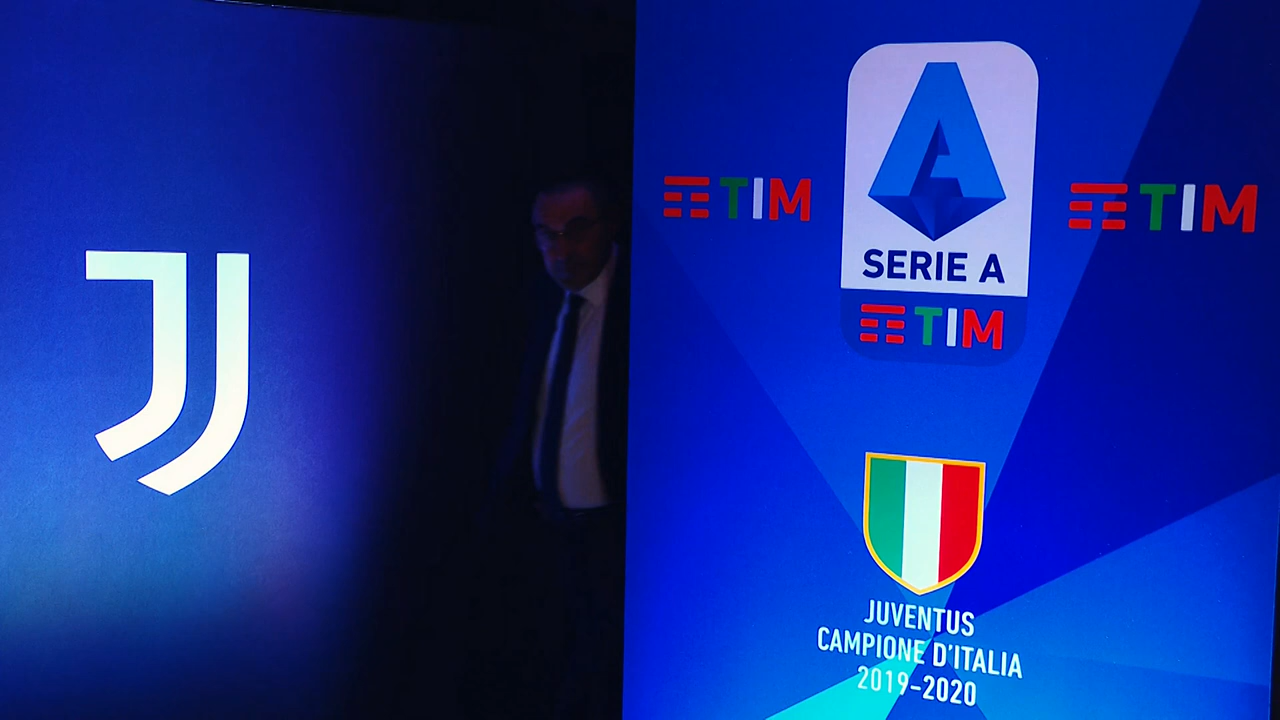 TIM
SERIE A
TIM
TIM
JUVENTUS
CAMPIONE D'ITALIA
2019-2020